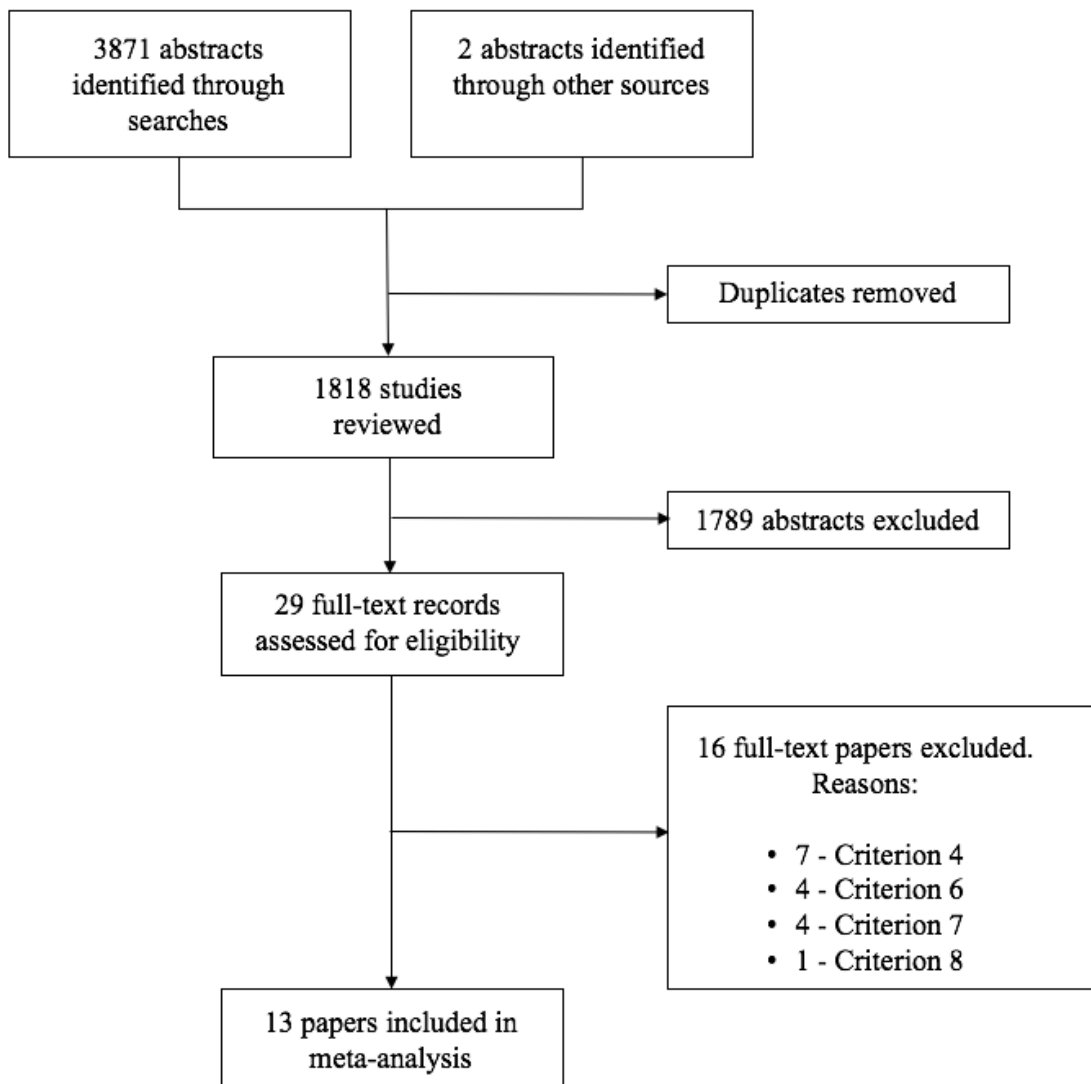 3871 abstracts
identified through
searches
2 abstracts identified
through other sources
Duplicates removed
1818 studies
reviewed
1789 abstracts excluded
29 full-text records
assessed for eligibility
16 full-text papers excluded.
Reasons:
• 7 - Criterion 4
• 4 - Criterion 6
• 4 - Criterion 7
• 1 - Criterion 8
13 papers included in
meta-analysis